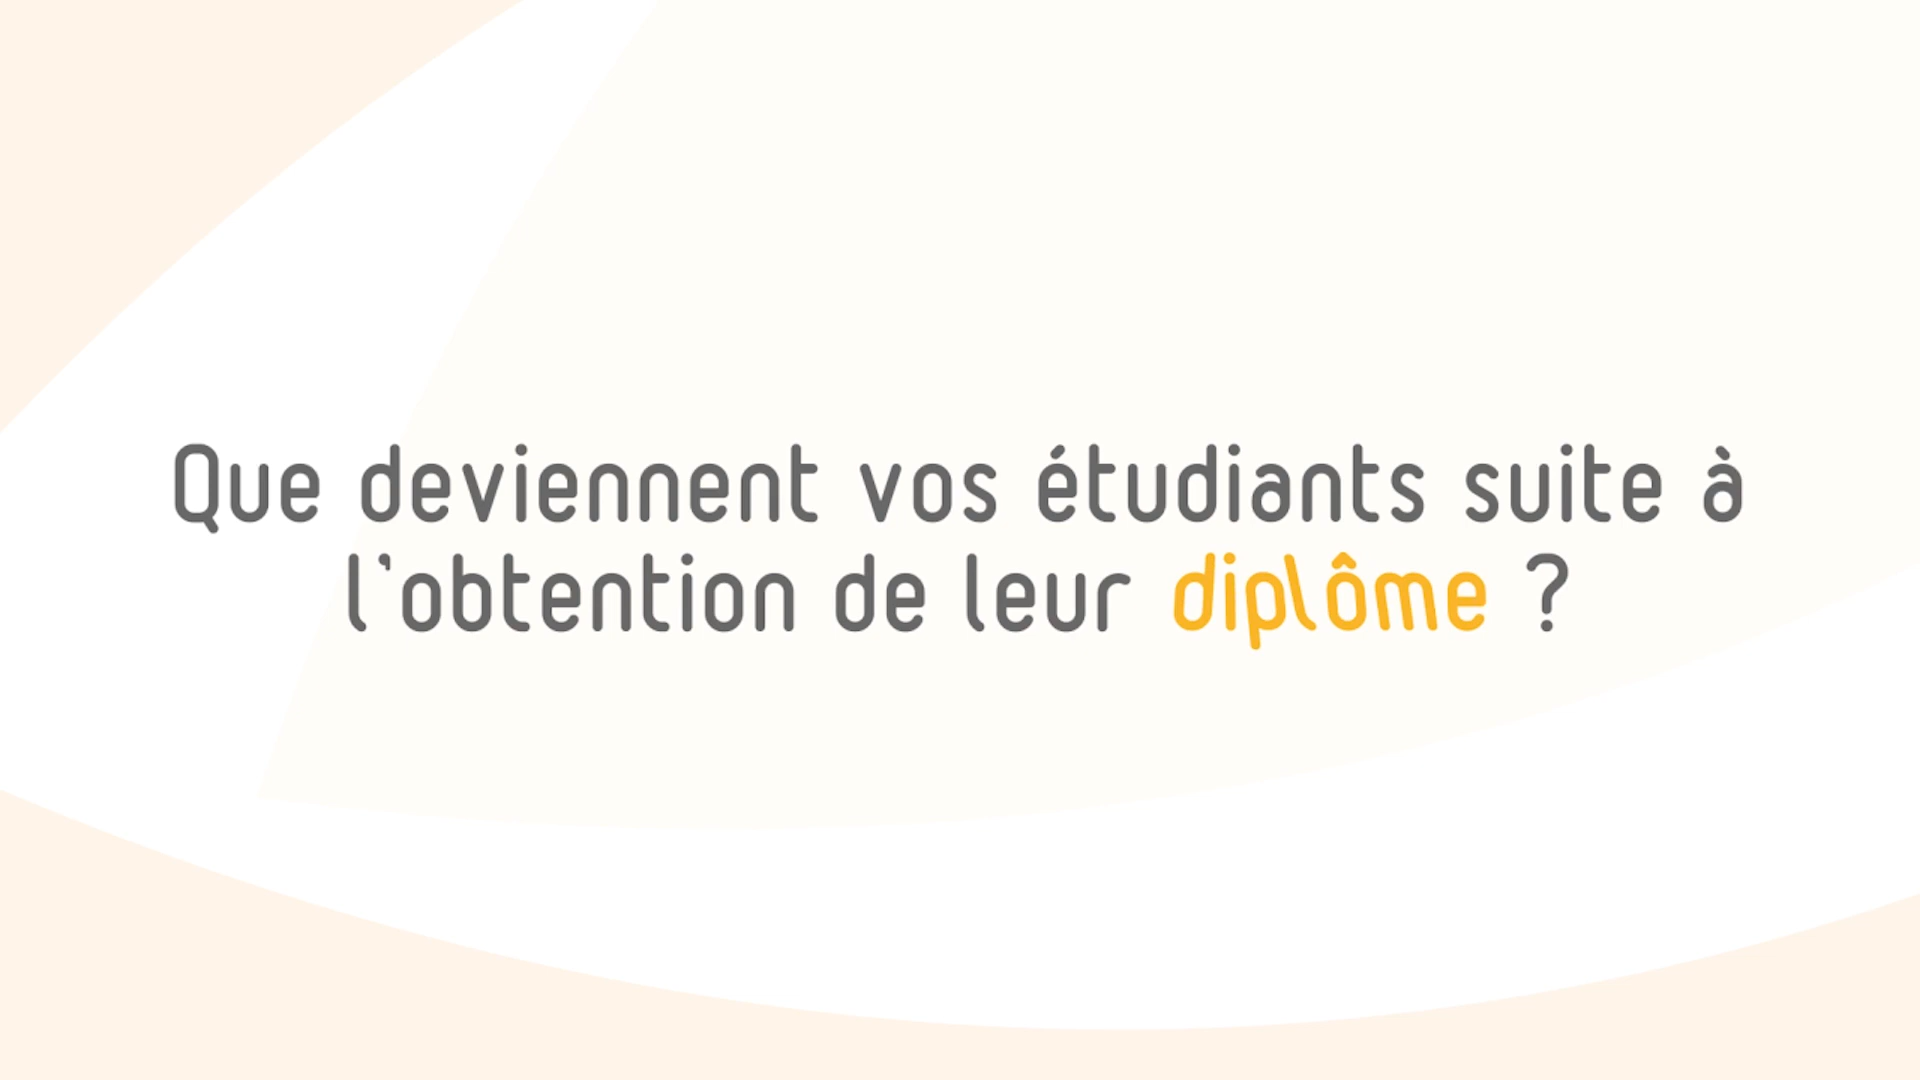 Que deviennent vos étudiants suite à
l'obtention de leur diplôme ?